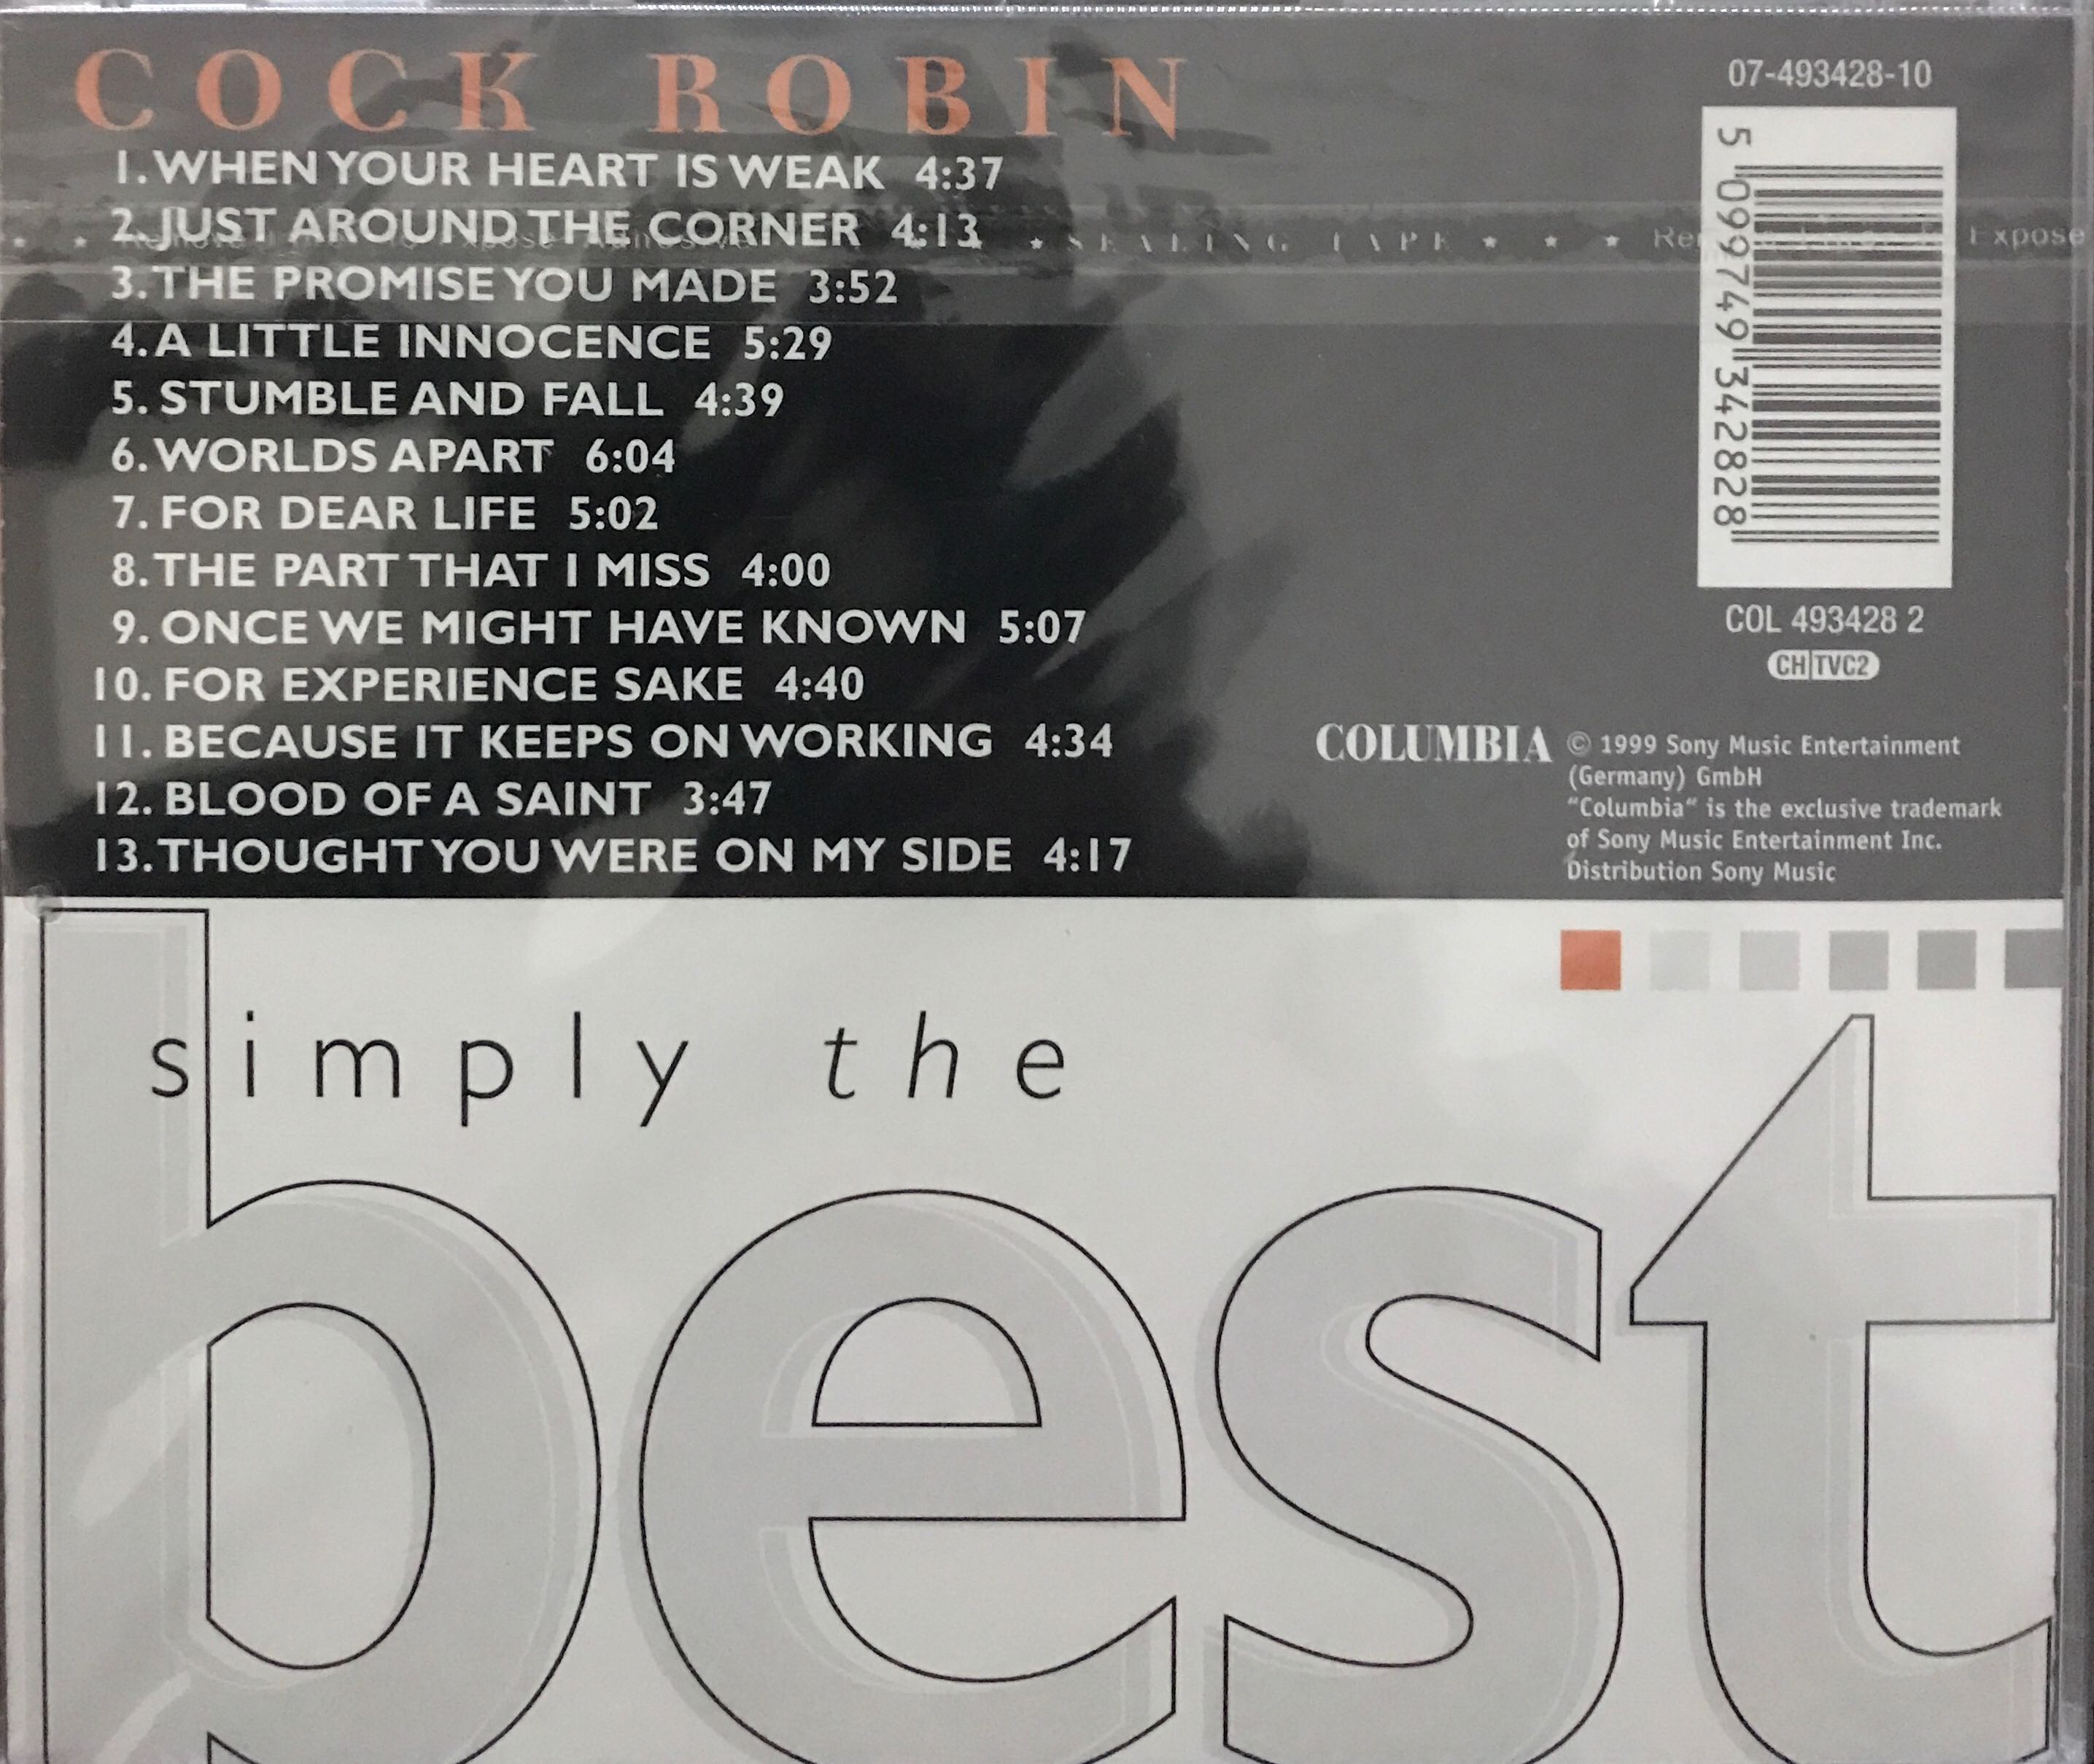 COCK ROBIN
1. WHEN YOUR HEART IS WEAK 4:37
2. JUST AROUND THE CORNER 4:13
3. THE PROMISE YOU MADE 3:52
4. A LITTLE INNOCENCE 5:29
5. STUMBLE AND FALL 4:39
6. WORLDS APART 6:04
7. FOR DEAR LIFE 5:02
8. THE PART THAT I MISS 4:00
9. ONCE WE MIGHT HAVE KNOWN 5:07
10. FOR EXPERIENCE SAKE 4:40
11. BECAUSE IT KEEPS ON WORKING 4:34
12. BLOOD OF A SAINT 3:47
13. THOUGHT YOU WERE ON MY SIDE 4:17
SEALING TAPE
Expose
07-493428-10
5 099749 342828
COL 493428 2
CH TVC2
COLUMBIA
© 1999 Sony Music Entertainment
(Germany) GmbH
"Columbia" is the exclusive trademark
of Sony Music Entertainment Inc.
Distribution Sony Music
simply the
best